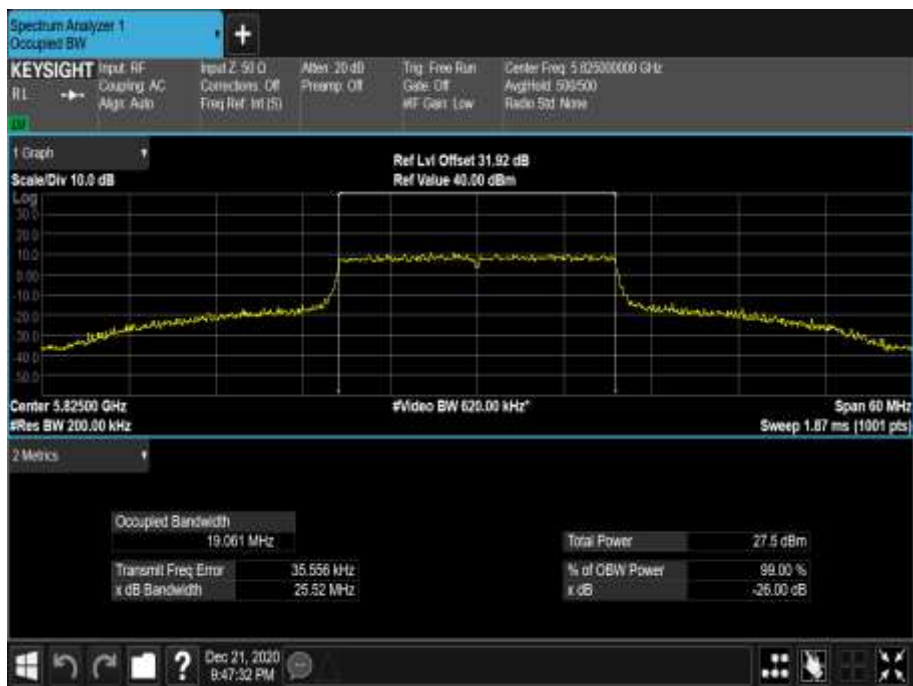 Spectrum Analyzer 1
Occupied BW
+
KEYSIGHT Input: RF Input Z: 50 Ω Atten: 20 dB Trig: Free Run Center Freq: 5.825000000 GHz
RL Coupling: AC Corrections: Off Preamp: Off Gate: Off Avg|Hold: 500/500
Align: Auto Freq Ref: Int (S) #IF Gain: Low Radio Std: None
1 Graph
Ref Lvl Offset 31.92 dB
Scale/Div 10.0 dB Ref Value 40.00 dBm
Log
30.0
20.0
10.0
0.00
-10.0
-20.0
-30.0
-40.0
-50.0
Center 5.82500 GHz #Video BW 620.00 kHz* Span 60 MHz
#Res BW 200.00 kHz Sweep 1.87 ms (1001 pts)
2 Metrics
Occupied Bandwidth
19.061 MHz Total Power 27.5 dBm
Transmit Freq Error 35.556 kHz % of OBW Power 99.00 %
x dB Bandwidth 25.52 MHz x dB -26.00 dB
? Dec 21, 2020
9:47:32 PM